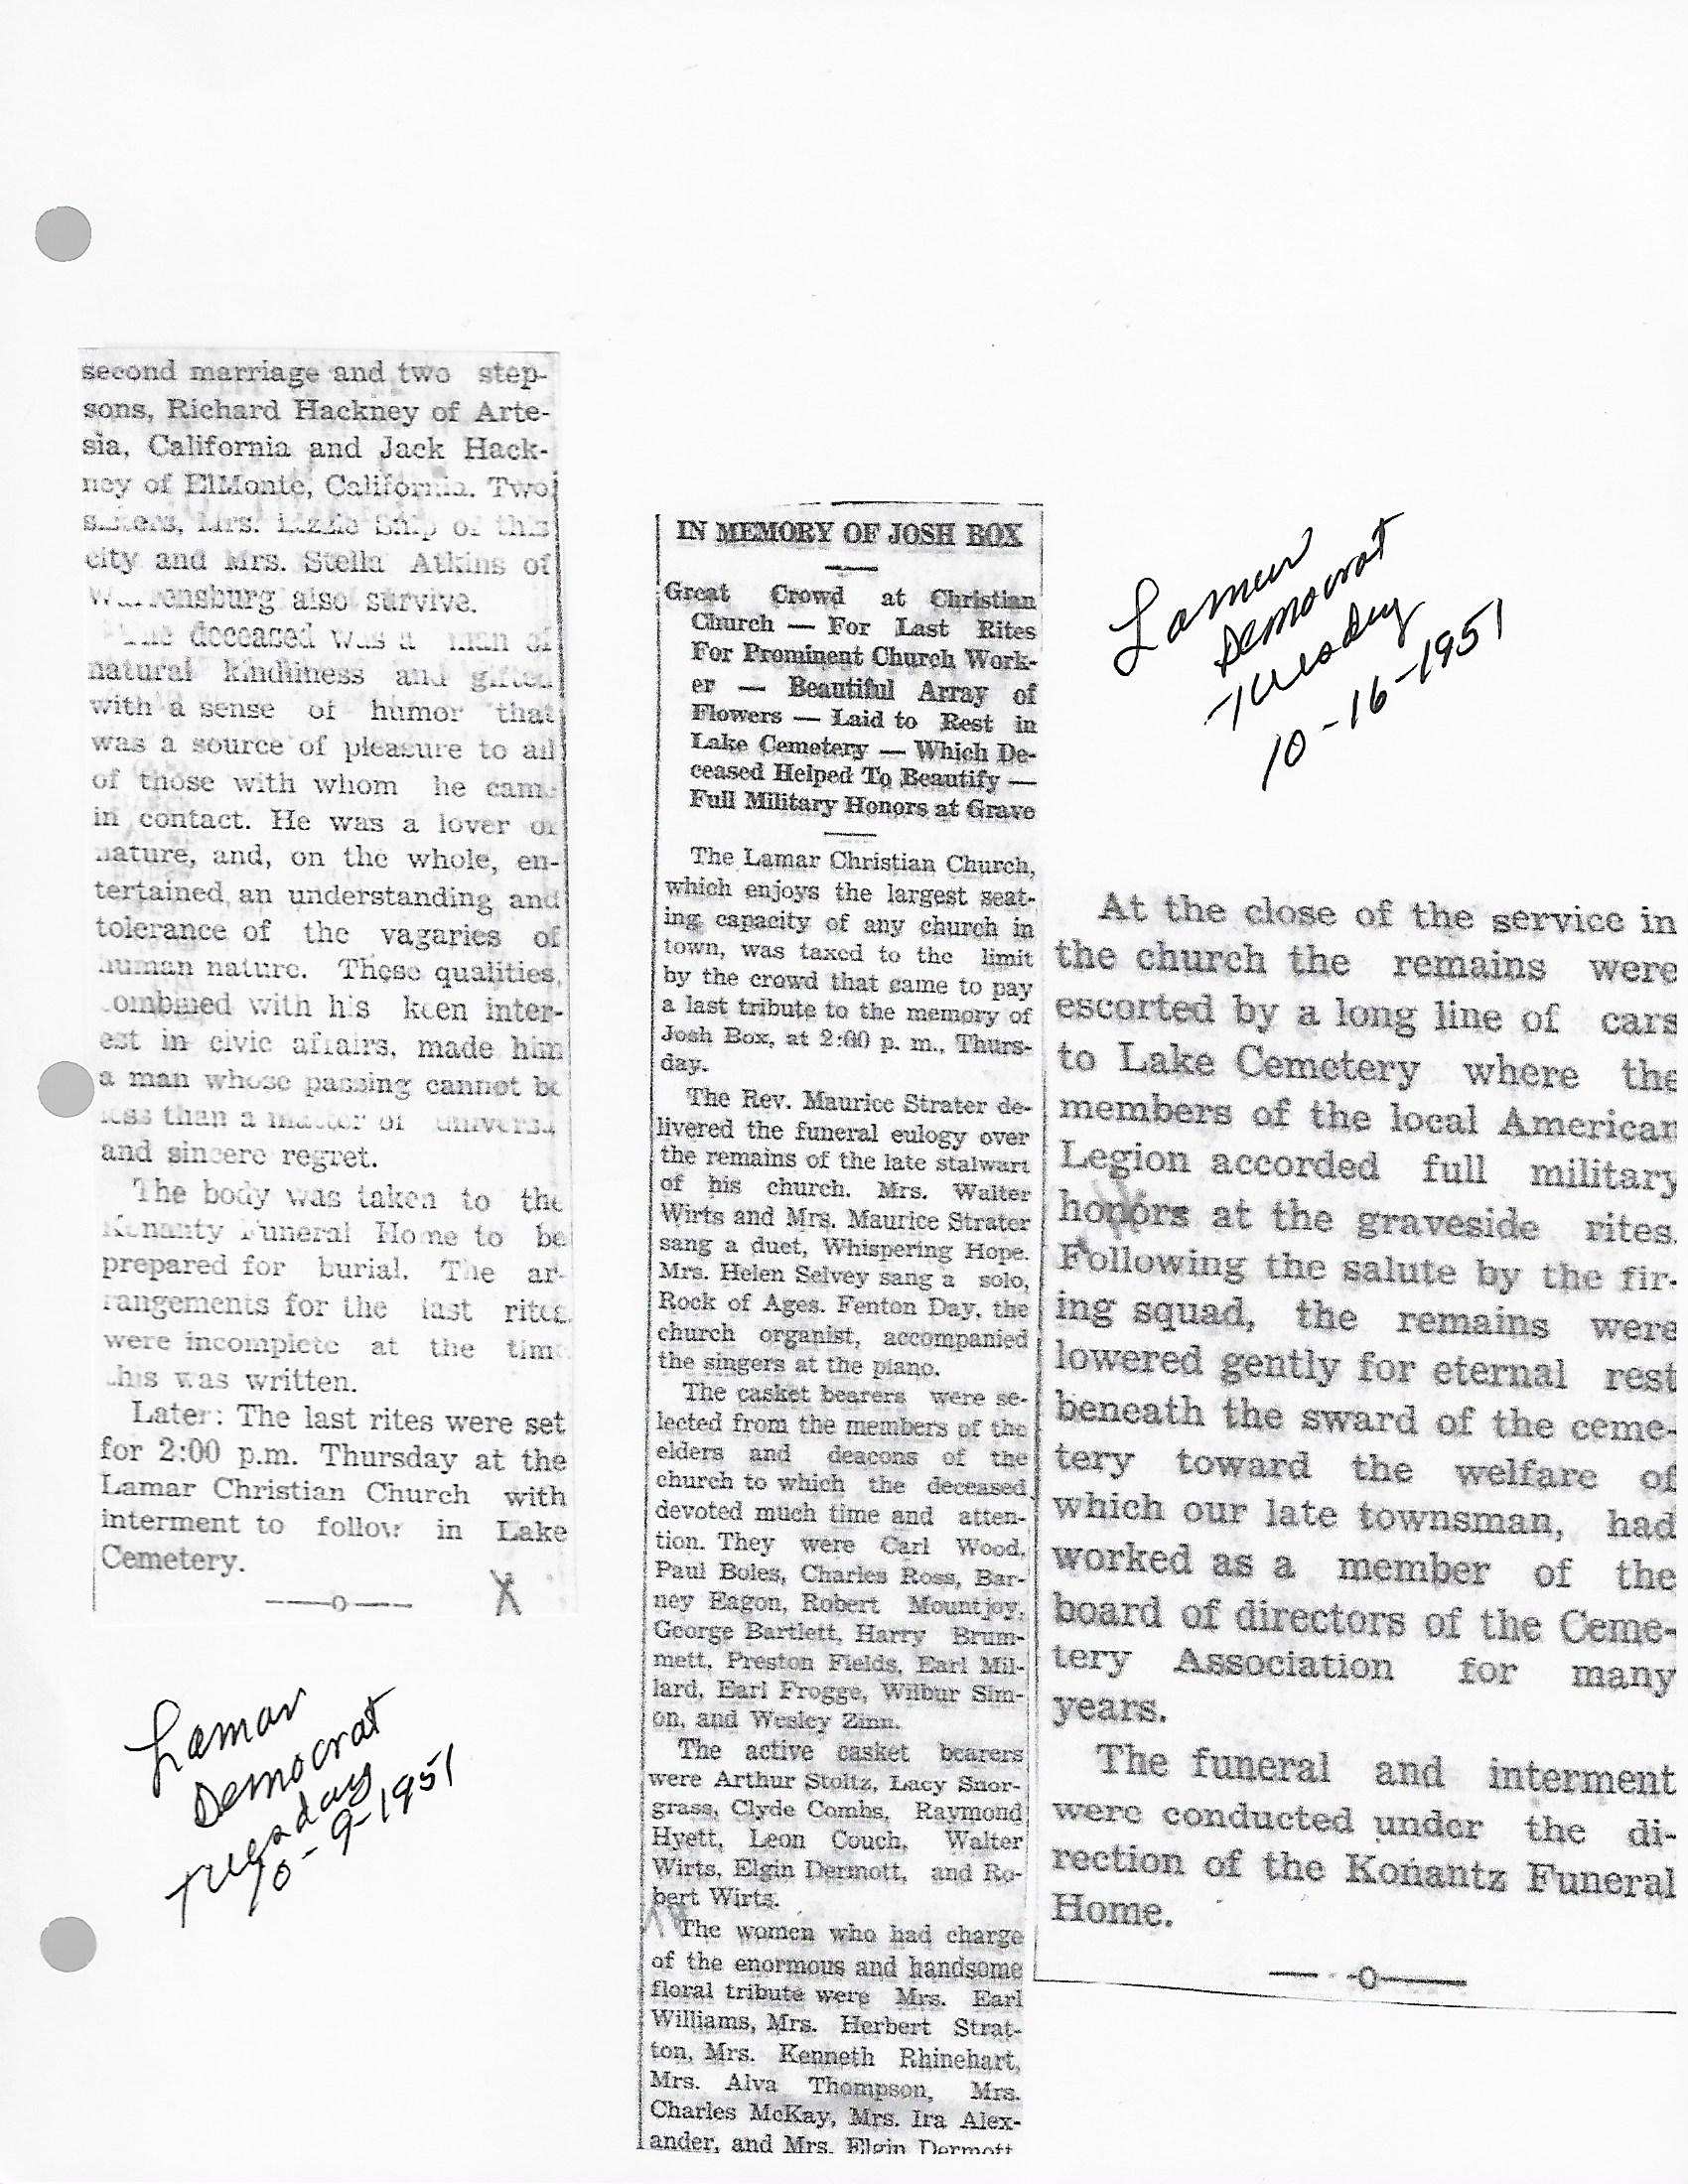 second marriage and two step-
sons, Richard Hackney of Arte-
sia, California and Jack Hack-
ney of ElMonte, California. Two
Mrs. Lizzie of this
city and Mrs. Stella Atkins of
also survive.
The deceased was a man of
natural kindliness and gifted
with a sense of humor that
was a source of pleasure to all
of those with whom he came
in contact. He was a lover of
nature, and, on the whole, en-
tertained an understanding and
tolerance of the vagaries of
human nature. These qualities,
combined with his keen inter-
est in civic affairs, made him
a man whose passing cannot be
less than a matter of universal
and sincere regret.
The body was taken to the
Funeral Home to be
prepared for burial. The ar-
rangements for the last rites
were incomplete at the time
this was written.
Later: The last rites were set
for 2:00 p.m. Thursday at the
Lamar Christian Church with
interment to follow in Lake
Cemetery.
——o——
X
Lamar
Democrat
Tuesday
10-9-1951
IN MEMORY OF JOSH BOX
Great Crowd at Christian
Church — For Last Rites
For Prominent Church Work-
er — Beautiful Array of
Flowers — Laid to Rest in
Lake Cemetery — Which De-
ceased Helped To Beautify —
Full Military Honors at Grave
The Lamar Christian Church,
which enjoys the largest seat-
ing capacity of any church in
town, was taxed to the limit
by the crowd that came to pay
a last tribute to the memory of
Josh Box, at 2:00 p. m., Thurs-
day.
The Rev. Maurice Strater de-
livered the funeral eulogy over
the remains of the late stalwart
of his church. Mrs. Walter
Wirts and Mrs. Maurice Strater
sang a duet, Whispering Hope.
Mrs. Helen Selvey sang a solo,
Rock of Ages. Fenton Day, the
church organist, accompanied
the singers at the piano.
The casket bearers were se-
lected from the members of the
elders and deacons of the
church to which the deceased
devoted much time and atten-
tion. They were Carl Wood,
Paul Boles, Charles Ross, Bar-
ney Eagon, Robert Mountjoy,
George Bartlett, Harry Brum-
mett, Preston Fields, Earl Mil-
lard, Earl Frogge, Wilbur Sim-
on, and Wesley Zinn.
The active casket bearers
were Arthur Stoltz, Lacy Snor-
grass, Clyde Combs, Raymond
Hyett, Leon Couch, Walter
Wirts, Elgin Dermott, and Ro-
bert Wirts.
The women who had charge
of the enormous and handsome
floral tribute were Mrs. Earl
Williams, Mrs. Herbert Strat-
ton, Mrs. Kenneth Rhinehart,
Mrs. Alva Thompson, Mrs.
Charles McKay, Mrs. Ira Alex-
ander, and Mrs. Elgin Dermott
Lamar
Democrat
Tuesday
10-16-1951
At the close of the service in
the church the remains were
escorted by a long line of cars
to Lake Cemetery where the
members of the local American
Legion accorded full military
honors at the graveside rites.
Following the salute by the fir-
ing squad, the remains were
lowered gently for eternal rest
beneath the sward of the ceme-
tery toward the welfare of
which our late townsman, had
worked as a member of the
board of directors of the Ceme-
tery Association for many
years.
The funeral and interment
were conducted under the di-
rection of the Konantz Funeral
Home.
——o——